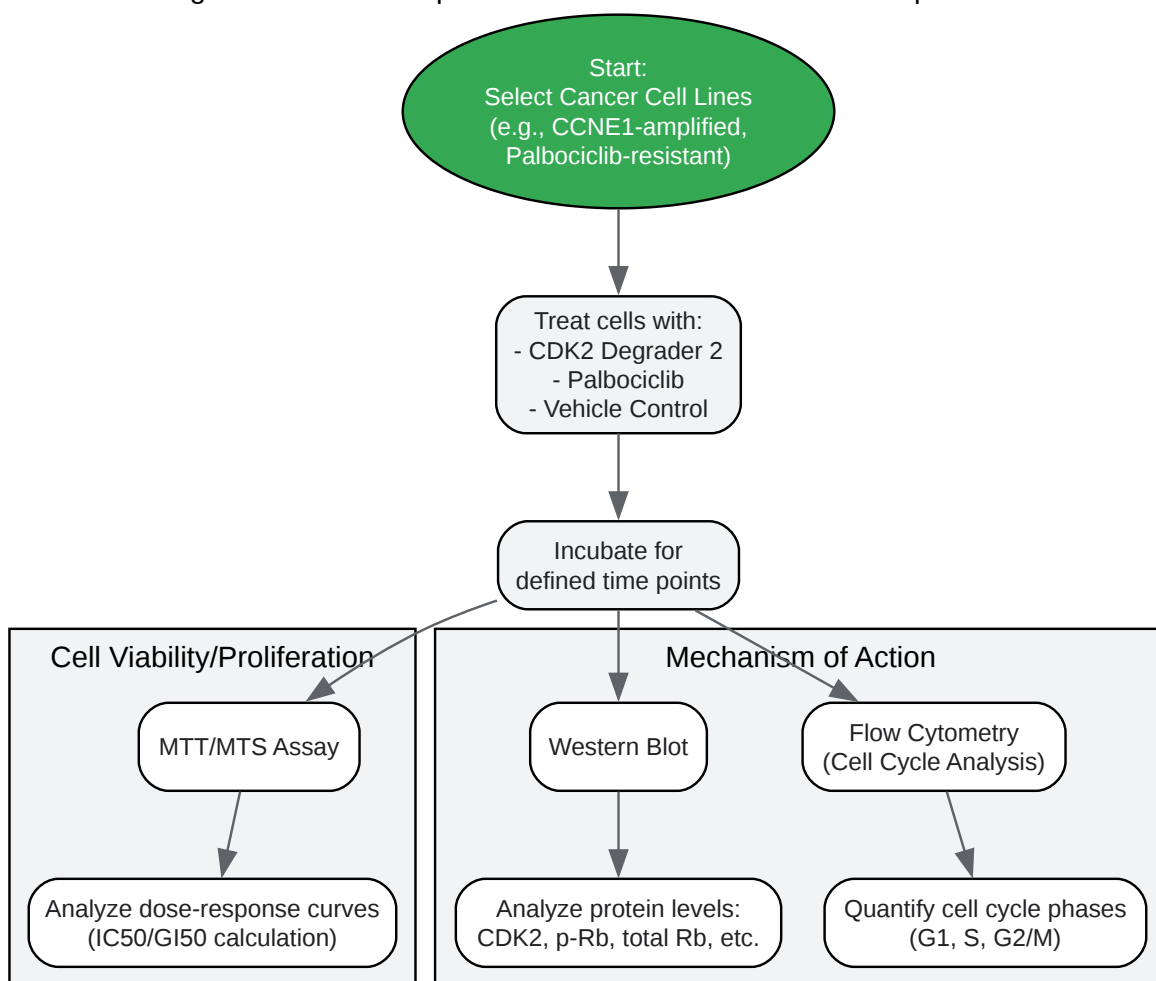 Start:
Select Cancer Cell Lines
(e.g., CCNE1-amplified,
Palbociclib-resistant)
Treat cells with:
- CDK2 Degrader 2
- Palbociclib
- Vehicle Control
Incubate for
defined time points
Cell Viability/Proliferation
Mechanism of Action
MTT/MTS Assay
Western Blot
Flow Cytometry
(Cell Cycle Analysis)
Analyze dose-response curves
(IC50/GI50 calculation)
Analyze protein levels:
CDK2, p-Rb, total Rb, etc.
Quantify cell cycle phases
(G1, S, G2/M)